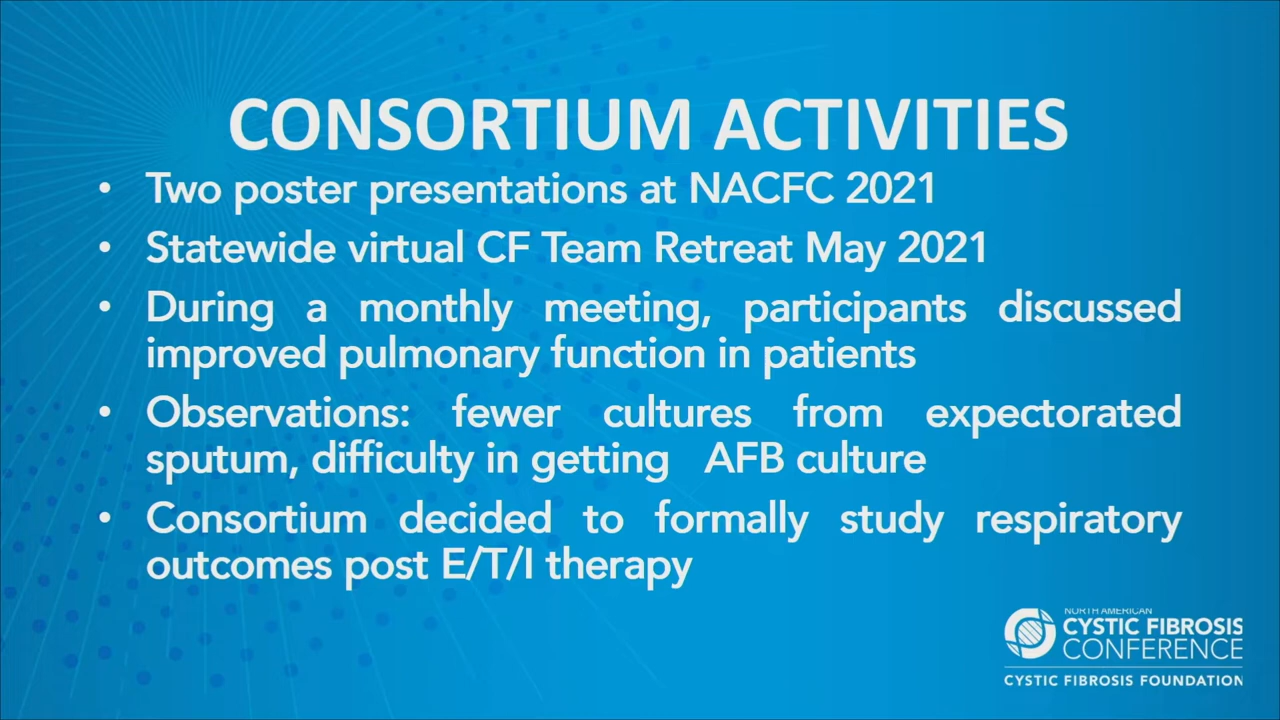 CONSORTIUM ACTIVITIES
• Two poster presentations at NACFC 2021
• Statewide virtual CF Team Retreat May 2021
• During a monthly meeting, participants discussed
improved pulmonary function in patients
• Observations: fewer cultures from expectorated
sputum, difficulty in getting AFB culture
• Consortium decided to formally study respiratory
outcomes post E/T/I therapy
NORTH AMERICAN
CYSTIC FIBROSIS
CONFERENCE
CYSTIC FIBROSIS FOUNDATION